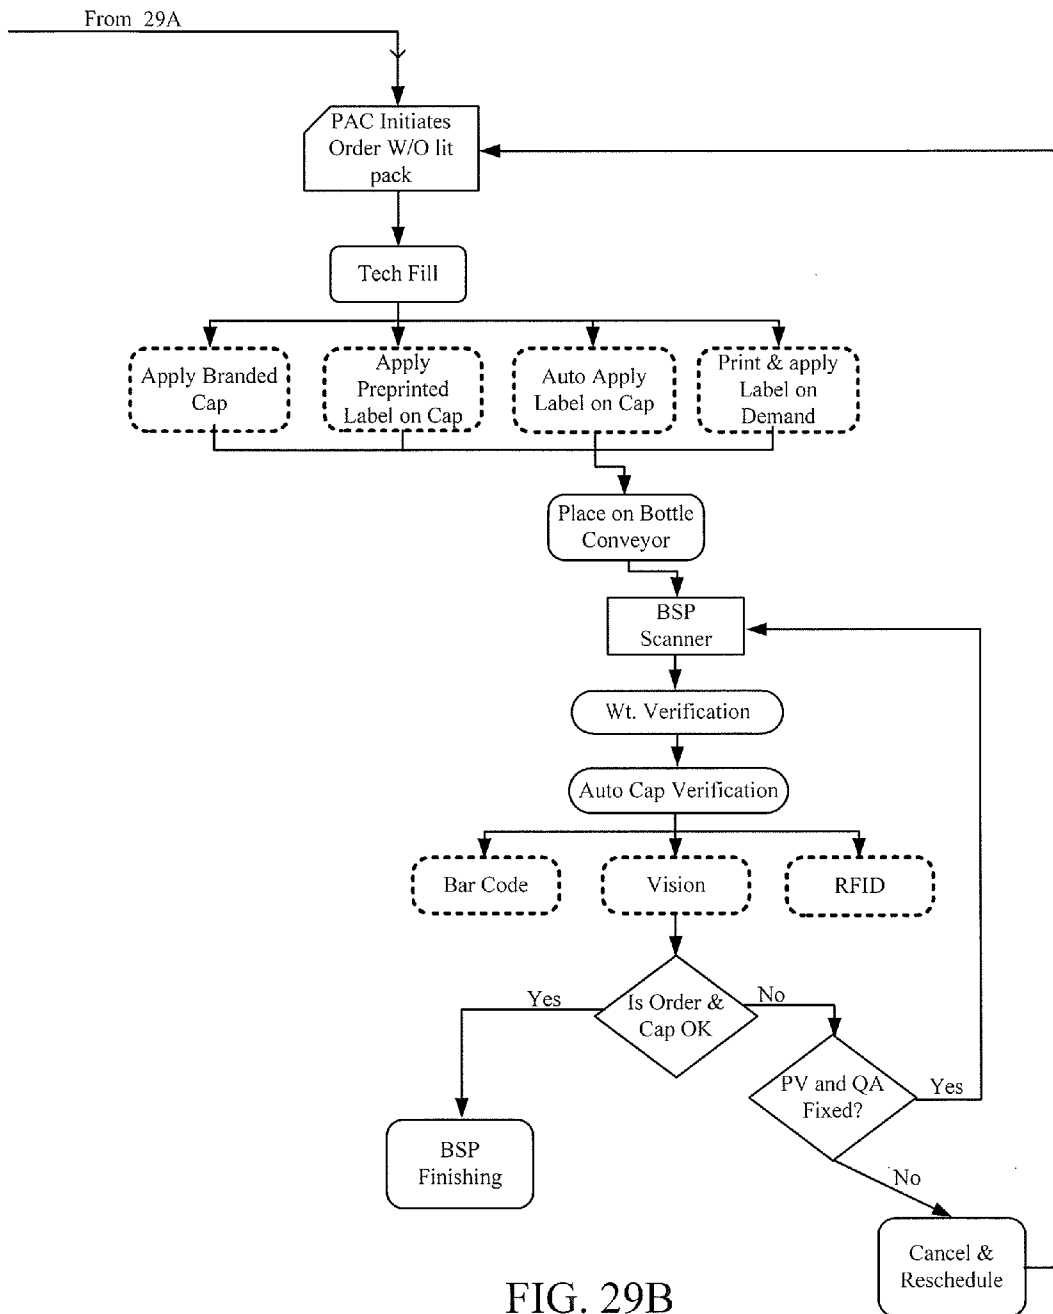 From 29A
PAC Initiates
Order W/O lit
pack
Tech Fill
Apply Branded
Cap
Apply
Preprinted
Label on Cap
Auto Apply
Label on Cap
Print & apply
Label on
Demand
Place on Bottle
Conveyor
BSP
Scanner
Wt. Verification
Auto Cap Verification
Bar Code
Vision
RFID
Yes
Is Order &
Cap OK
No
PV and QA
Fixed?
Yes
BSP
Finishing
No
Cancel &
Reschedule
FIG. 29B